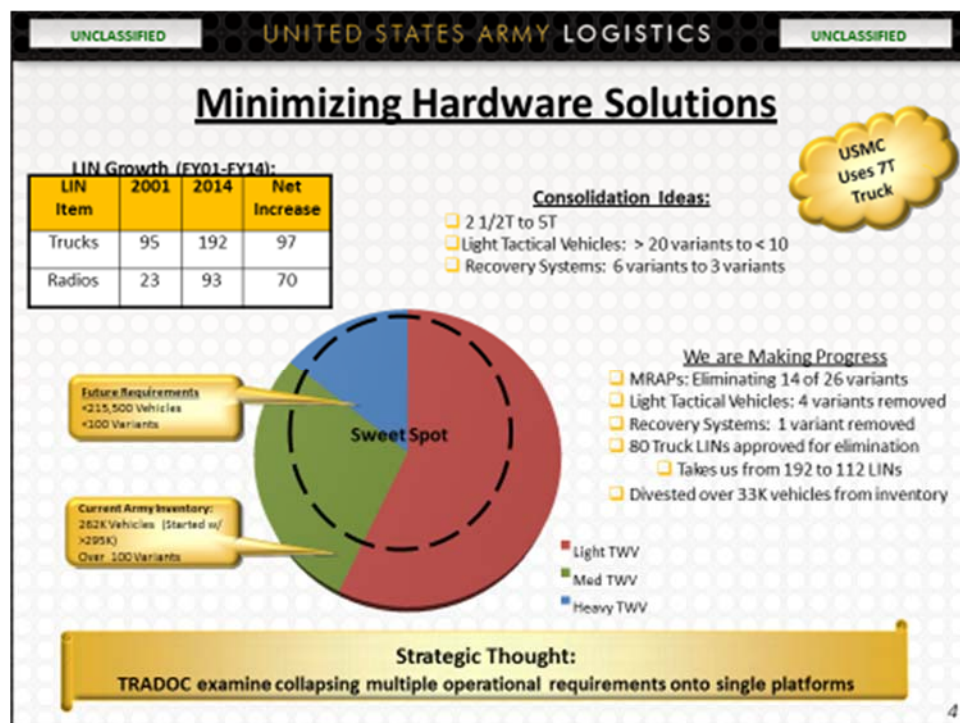 UNCLASSIFIED
UNITED STATES ARMY LOGISTICS
UNCLASSIFIED
Minimizing Hardware Solutions
USMC
Uses 7T
Truck
LIN Growth (FY01-FY14):
LIN Item 2001 2014 Net Increase
Trucks 95 192 97
Radios 23 93 70
Consolidation Ideas:
2 1/2T to 5T
Light Tactical Vehicles: > 20 variants to < 10
Recovery Systems: 6 variants to 3 variants
We are Making Progress
MRAPs: Eliminating 14 of 26 variants
Light Tactical Vehicles: 4 variants removed
Recovery Systems: 1 variant removed
80 Truck LINs approved for elimination
Takes us from 192 to 112 LINs
Divested over 33K vehicles from inventory
Future Requirements
<215,500 Vehicles
<100 Variants
Sweet Spot
Current Army Inventory:
262K Vehicles (Started w/
>295K)
Over 100 Variants
Light TWV
Med TWV
Heavy TWV
Strategic Thought:
TRADOC examine collapsing multiple operational requirements onto single platforms
4